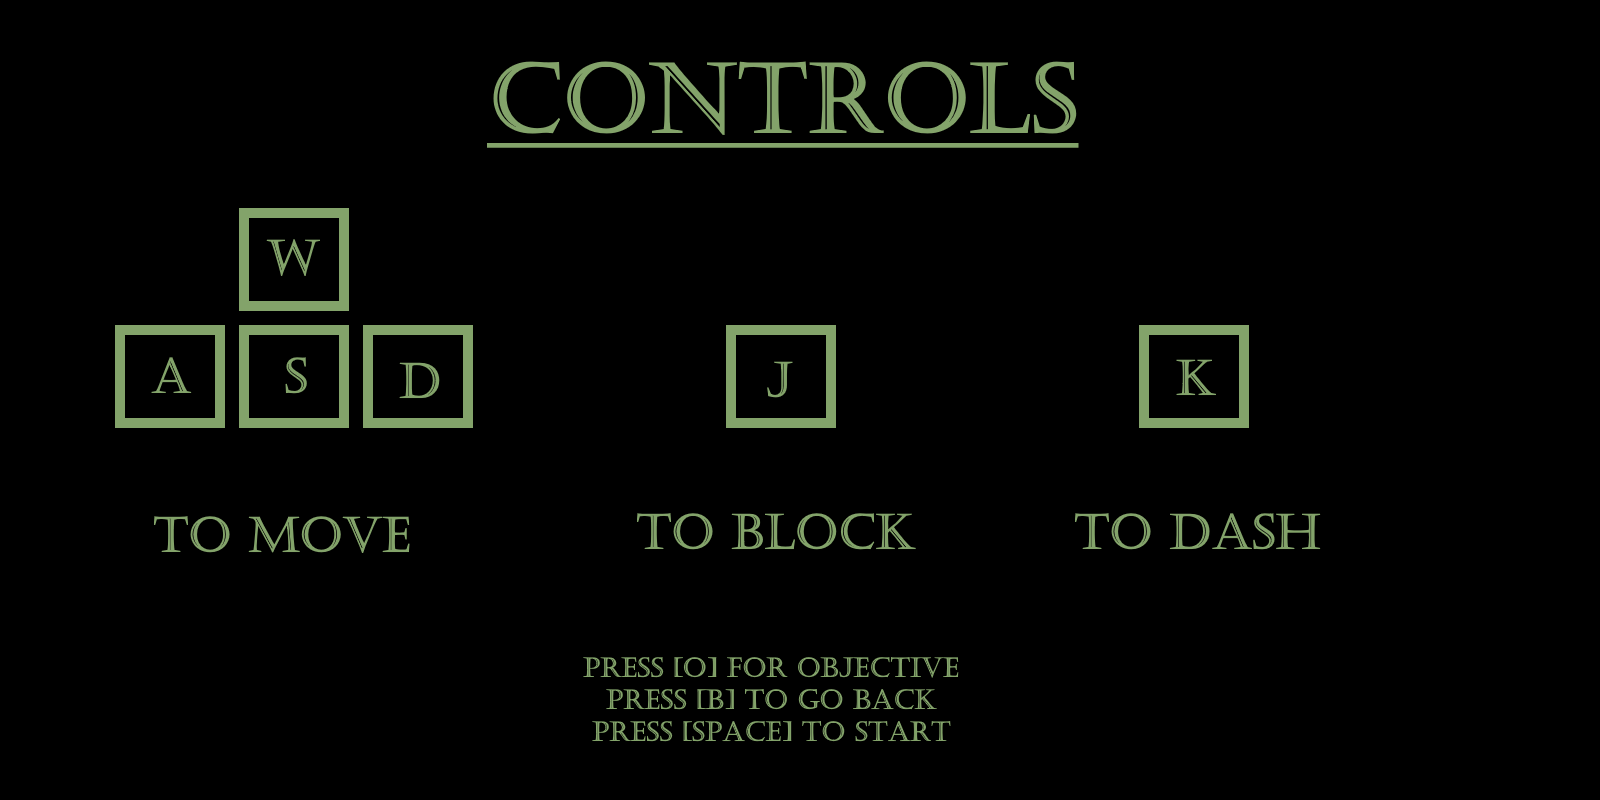 CONTROLS
W
A S D
J
K
TO MOVE
TO BLOCK
TO DASH
PRESS [O] FOR OBJECTIVE
PRESS [B] TO GO BACK
PRESS [SPACE] TO START